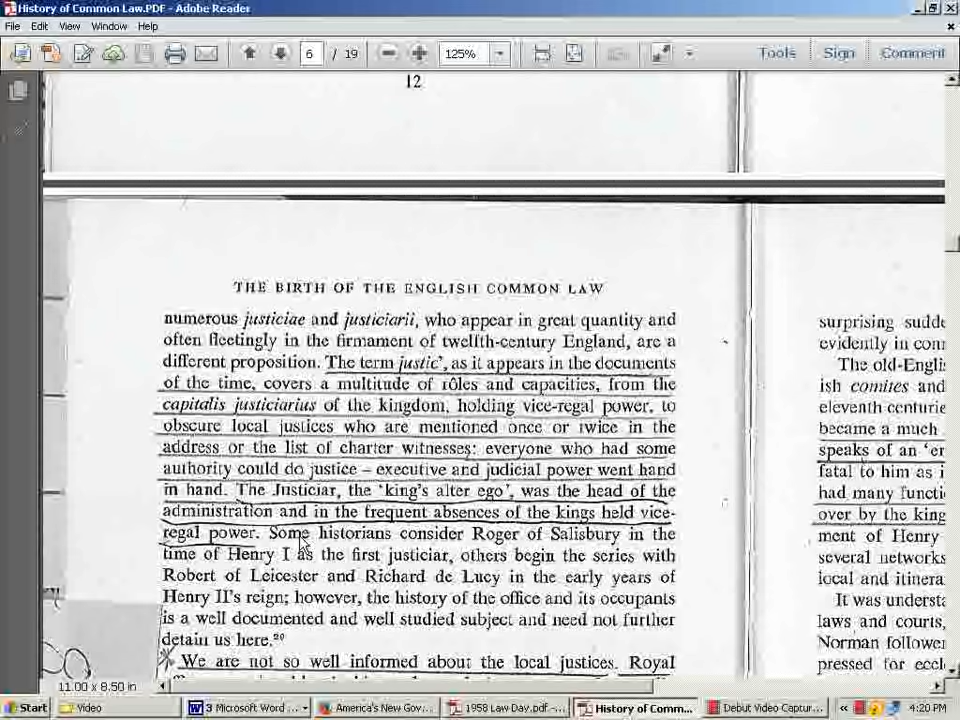 History of Common Law.PDF - Adobe Reader
File Edit View Window Help
6 / 19 125% Tools Sign Comment
12
THE BIRTH OF THE ENGLISH COMMON LAW
numerous justiciae and justiciarii, who appear in great quantity and
often fleetingly in the firmament of twelfth-century England, are a
different proposition. The term justic', as it appears in the documents
of the time, covers a multitude of rôles and capacities, from the
capitalis justiciarius of the kingdom, holding vice-regal power, to
obscure local justices who are mentioned once or twice in the
address or the list of charter witnesses: everyone who had some
authority could do justice – executive and judicial power went hand
in hand. The Justiciar, the 'king's alter ego', was the head of the
administration and in the frequent absences of the kings held vice-
regal power. Some historians consider Roger of Salisbury in the
time of Henry I as the first justiciar, others begin the series with
Robert of Leicester and Richard de Lucy in the early years of
Henry II's reign; however, the history of the office and its occupants
is a well documented and well studied subject and need not further
detain us here.20
We are not so well informed about the local justices. Royal
surprising sudde
evidently in con
The old-Engli
ish comites and
eleventh centurie
became a much
speaks of an 'er
fatal to him as i
had many functi
over by the king
ment of Henry
several networks
local and itinera
It was understa
laws and courts,
Norman follower
pressed for eccl
11.00 x 8.50 in
Start Video 3 Microsoft Word ... America's New Gov... 1958 Law Day.pdf -... History of Comm... Debut Video Captur... « 4:20 PM